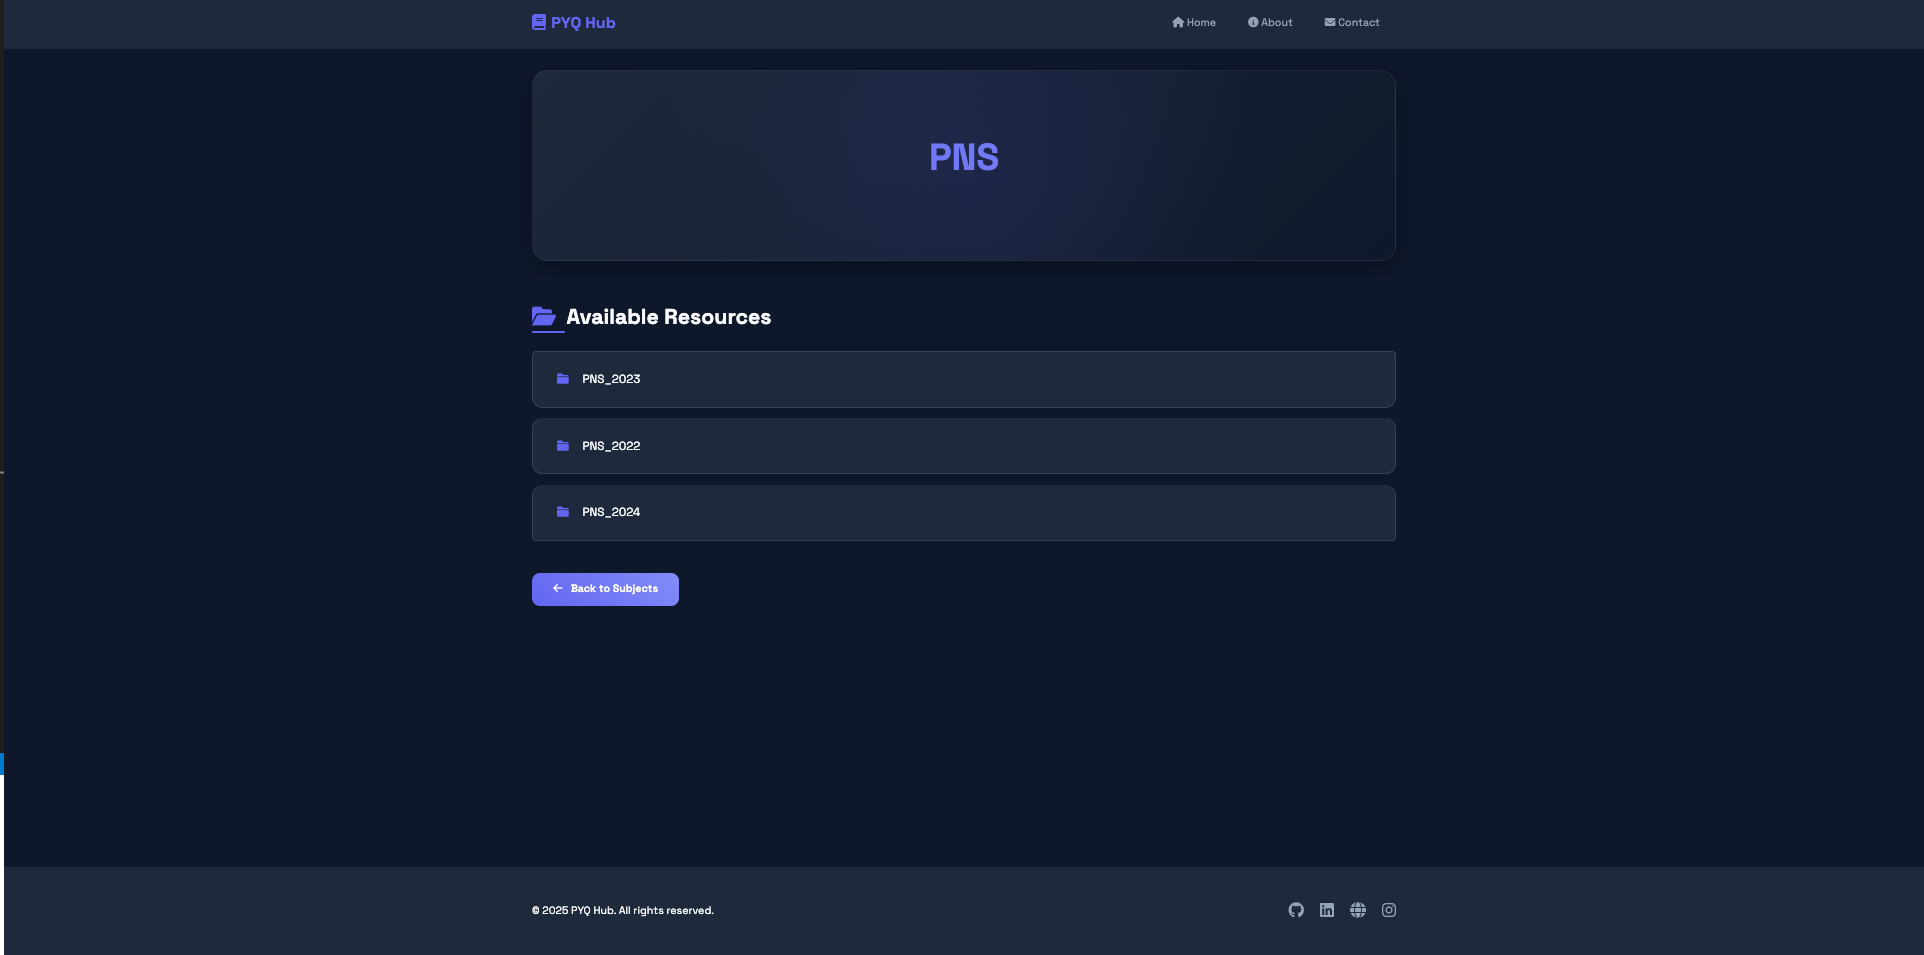 PYQ Hub
Home
About
Contact
PNS
Available Resources
PNS_2023
PNS_2022
PNS_2024
Back to Subjects
© 2025 PYQ Hub. All rights reserved.